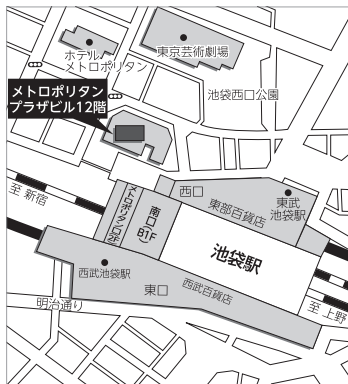 ホテル
メトロポリタン
東京芸術劇場
メトロポリタン
プラザビル12階
池袋西口公園
至 新宿
西口
東武
池袋駅
東部百貨店
メトロポリタン口2F
南口
(B1F)
池袋駅
西武池袋駅
東口
西武百貨店
明治通り
至 上野